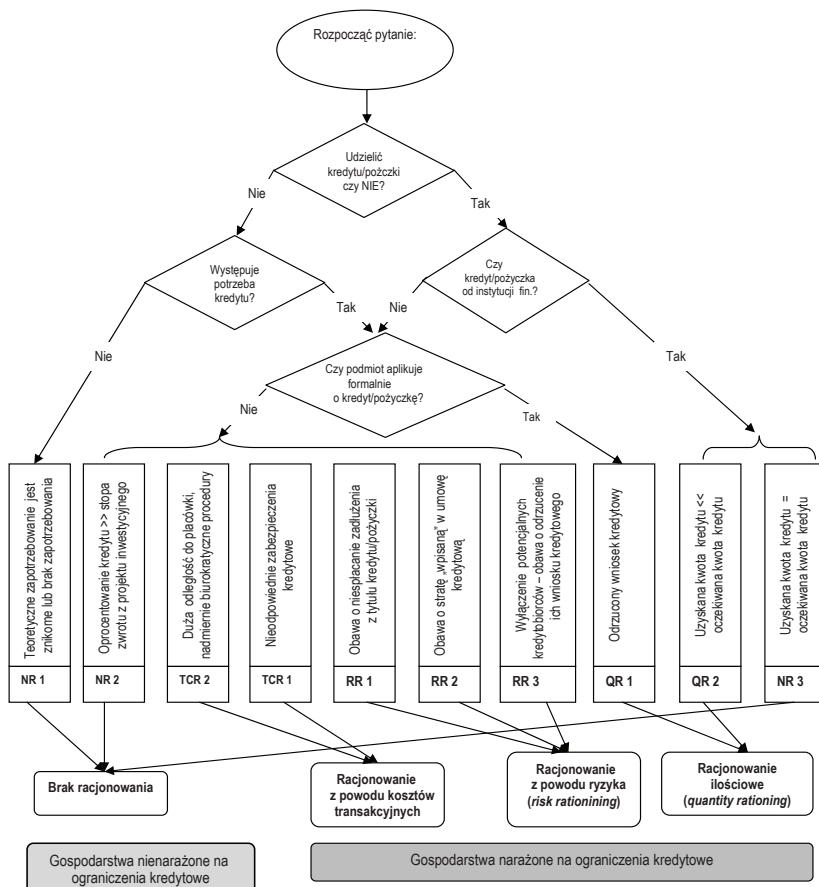 Rozpocząć pytanie:
Udzielić
kredytu/pożczki
czy NIE?
Nie
Tak
Występuje
potrzeba
kredytu?
Czy
kredyt/pożyczka
od instytucji fin.?
Nie
Tak
Nie
Tak
Czy podmiot aplikuje
formalnie
o kredyt/pożyczkę?
Nie
Tak
Teoretyczne zapotrzebowanie jest
znikome lub brak zapotrzebowania
Oprocentowanie kredytu >> stopa
zwrotu z projektu inwestycyjnego
Duża odległość do placówki,
nadmiernie biurokratyczne procedury
Nieodpowiednie zabezpieczenia
kredytowe
Obawa o niespłacanie zadłużenia
z tytułu kredytu/pożyczki
Obawa o stratę „wpisaną” w umowę
kredytową
Wyłączenie potencjalnych
kredytobiorców – obawa o odrzucenie
ich wniosku kredytowego
Odrzucony wniosek kredytowy
Uzyskana kwota kredytu <<
oczekiwana kwota kredytu
Uzyskana kwota kredytu =
oczekiwana kwota kredytu
NR 1
NR 2
TCR 2
TCR 1
RR 1
RR 2
RR 3
QR 1
QR 2
NR 3
Brak racjonowania
Racjonowanie
z powodu kosztów
transakcyjnych
Racjonowanie
z powodu ryzyka
(risk rationining)
Racjonowanie
ilościowe
(quantity rationing)
Gospodarstwa nienarażone na
ograniczenia kredytowe
Gospodarstwa narażone na ograniczenia kredytowe